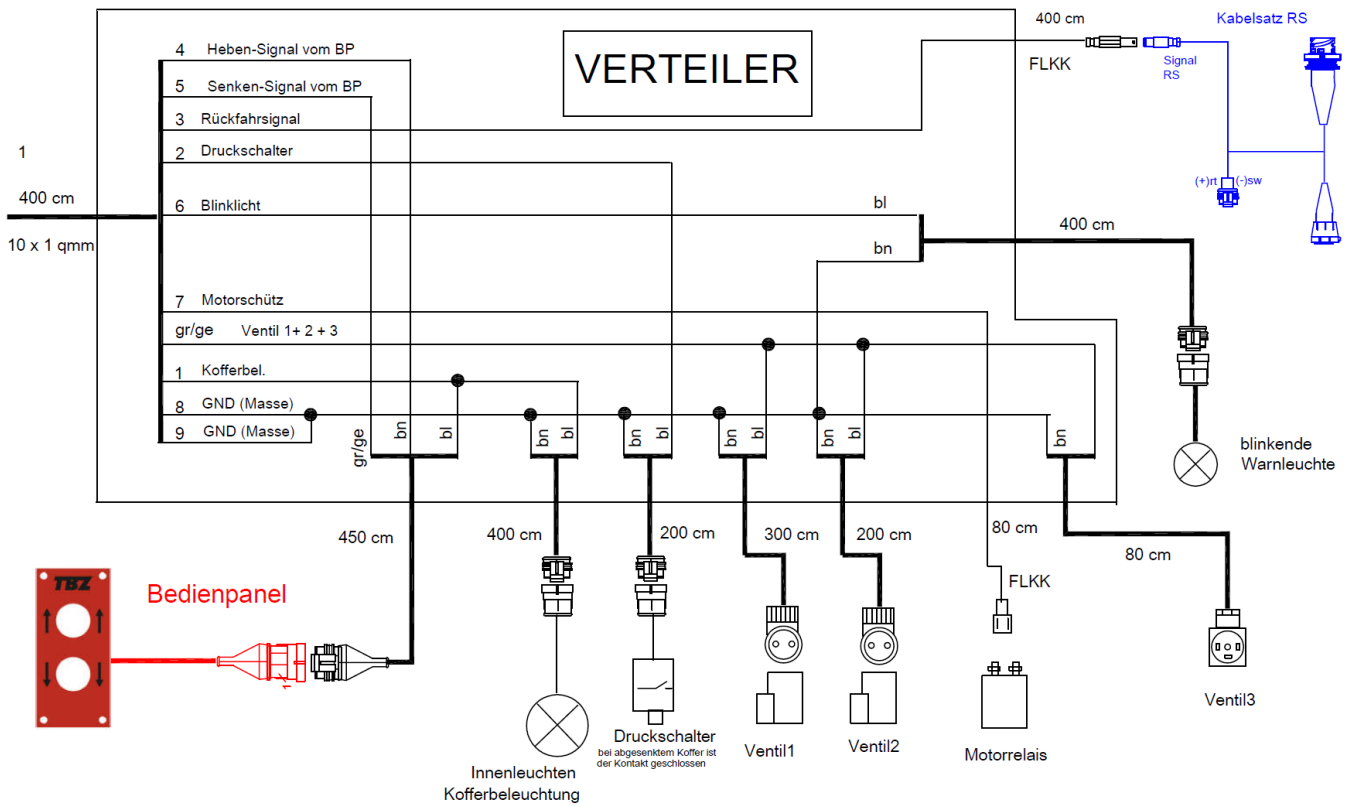 400 cm
Kabelsatz RS
FLKK
Signal
RS
VERTEILER
4 Heben-Signal vom BP
5 Senken-Signal vom BP
3 Rückfahrsignal
2 Druckschalter
1
400 cm
10 x 1 qmm
(+)rt (-)sw
6 Blinklicht
bl
bn
400 cm
7 Motorschütz
gr/ge Ventil 1+ 2 + 3
1 Kofferbel.
8 GND (Masse)
9 GND (Masse)
gr/ge
bn
bl
bn
bl
bn
bl
bn
bl
bn
bl
bn
blinkende
Warnleuchte
450 cm
400 cm
200 cm
300 cm
200 cm
80 cm
80 cm
FLKK
TBZ
Bedienpanel
1
Ventil3
Druckschalter
bei abgesenktem Koffer ist
der Kontakt geschlossen
Ventil1
Ventil2
Motorrelais
Innenleuchten
Kofferbeleuchtung